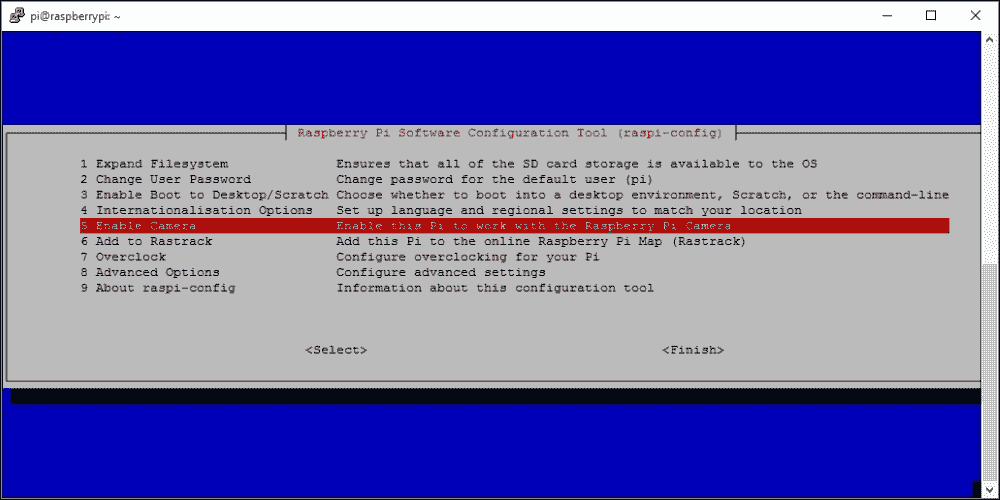 pi@raspberrypi: ~
Raspberry Pi Software Configuration Tool (raspi-config)
1 Expand Filesystem Ensures that all of the SD card storage is available to the OS
2 Change User Password Change password for the default user (pi)
3 Enable Boot to Desktop/Scratch Choose whether to boot into a desktop environment, Scratch, or the command-line
4 Internationalisation Options Set up language and regional settings to match your location
5 Enable Camera Enable this Pi to work with the Raspberry Pi Camera
6 Add to Rastrack Add this Pi to the online Raspberry Pi Map (Rastrack)
7 Overclock Configure overclocking for your Pi
8 Advanced Options Configure advanced settings
9 About raspi-config Information about this configuration tool
<Select> <Finish>